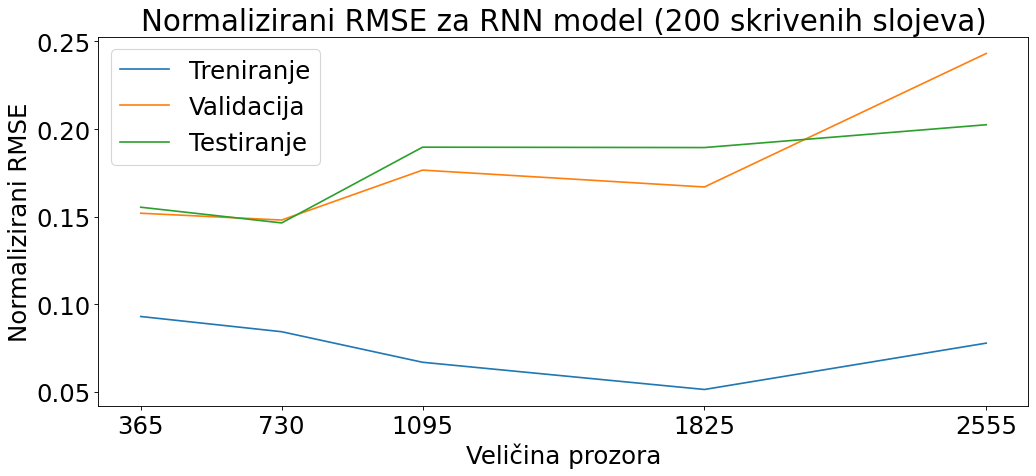 Normalizirani RMSE za RNN model (200 skrivenih slojeva)
Treniranje
Validacija
Testiranje
Normalizirani RMSE
0.25
0.20
0.15
0.10
0.05
365 730 1095 1825 2555
Veličina prozora